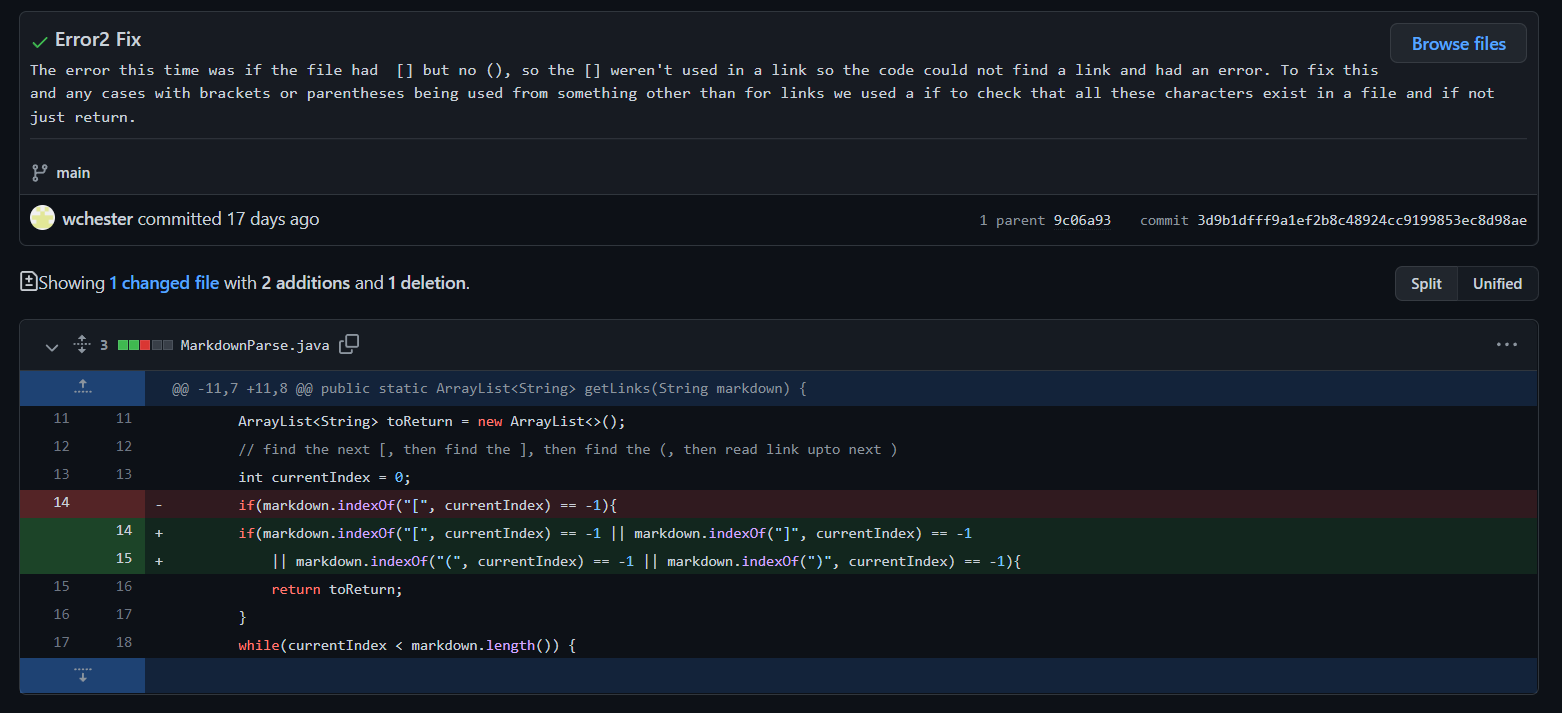 Error2 Fix
Browse files
The error this time was if the file had  [] but no (), so the [] weren't used in a link so the code could not find a link and had an error. To fix this
and any cases with brackets or parentheses being used from something other than for links we used a if to check that all these characters exist in a file and if not
just return.
main
wchester committed 17 days ago
1 parent 9c06a93 commit 3d9b1dfff9a1ef2b8c48924cc9199853ec8d98ae
Showing 1 changed file with 2 additions and 1 deletion.
Split Unified
3 MarkdownParse.java
@@ -11,7 +11,8 @@ public static ArrayList<String> getLinks(String markdown) {
11 11 ArrayList<String> toReturn = new ArrayList<>();
12 12 // find the next [, then find the ], then find the (, then read link upto next )
13 13 int currentIndex = 0;
14 - if(markdown.indexOf("[", currentIndex) == -1){
14 + if(markdown.indexOf("[", currentIndex) == -1 || markdown.indexOf("]", currentIndex) == -1
15 + || markdown.indexOf("(", currentIndex) == -1 || markdown.indexOf(")", currentIndex) == -1){
15 16 return toReturn;
16 17 }
17 18 while(currentIndex < markdown.length()) {